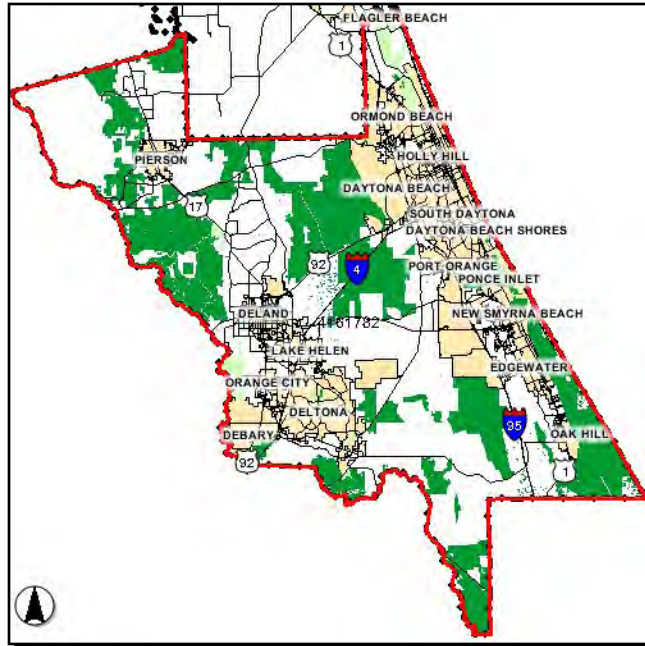 FLAGLER BEACH
1
ORMOND BEACH
HOLLY HILL
PIERSON
DAYTONA BEACH
17
SOUTH DAYTONA
DAYTONA BEACH SHORES
92
4
PORT ORANGE
PONCE INLET
DELAND
4161732
NEW SMYRNA BEACH
LAKE HELEN
EDGEWATER
ORANGE CITY
DELTONA
95
DEBARY
OAK HILL
92
1